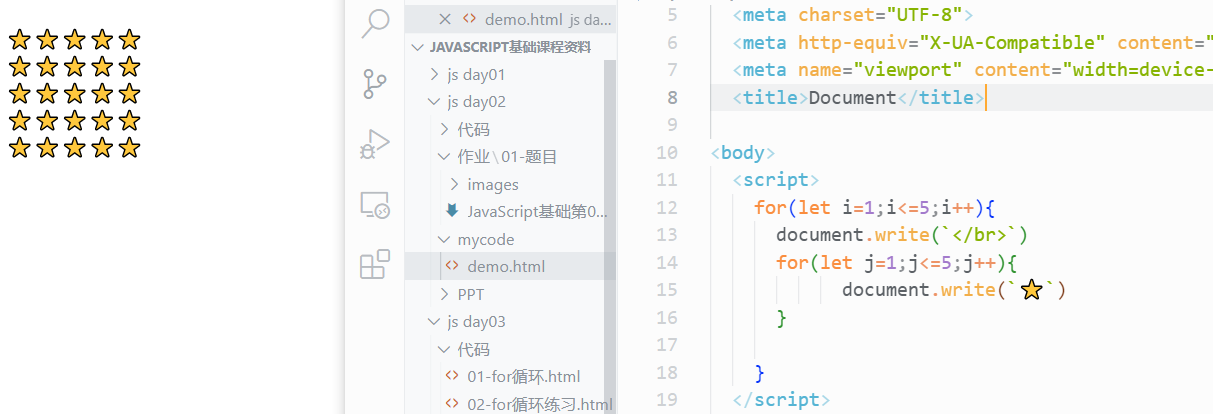 ⭐⭐⭐⭐⭐
⭐⭐⭐⭐⭐
⭐⭐⭐⭐⭐
⭐⭐⭐⭐⭐
⭐⭐⭐⭐⭐
demo.html js da...
JAVASCRIPT基础课程资料
js day01
js day02
代码
作业\01-题目
images
JavaScript基础第0...
mycode
demo.html
PPT
js day03
代码
01-for循环.html
02-for循环练习.html
5 <meta charset="UTF-8">
6 <meta http-equiv="X-UA-Compatible" content="
7 <meta name="viewport" content="width=device-
8 <title>Document</title>
9
10 <body>
11 <script>
12 for(let i=1;i<=5;i++){
13 document.write(`</br>`)
14 for(let j=1;j<=5;j++){
15 document.write(`⭐`)
16 }
17
18 }
19 </script>